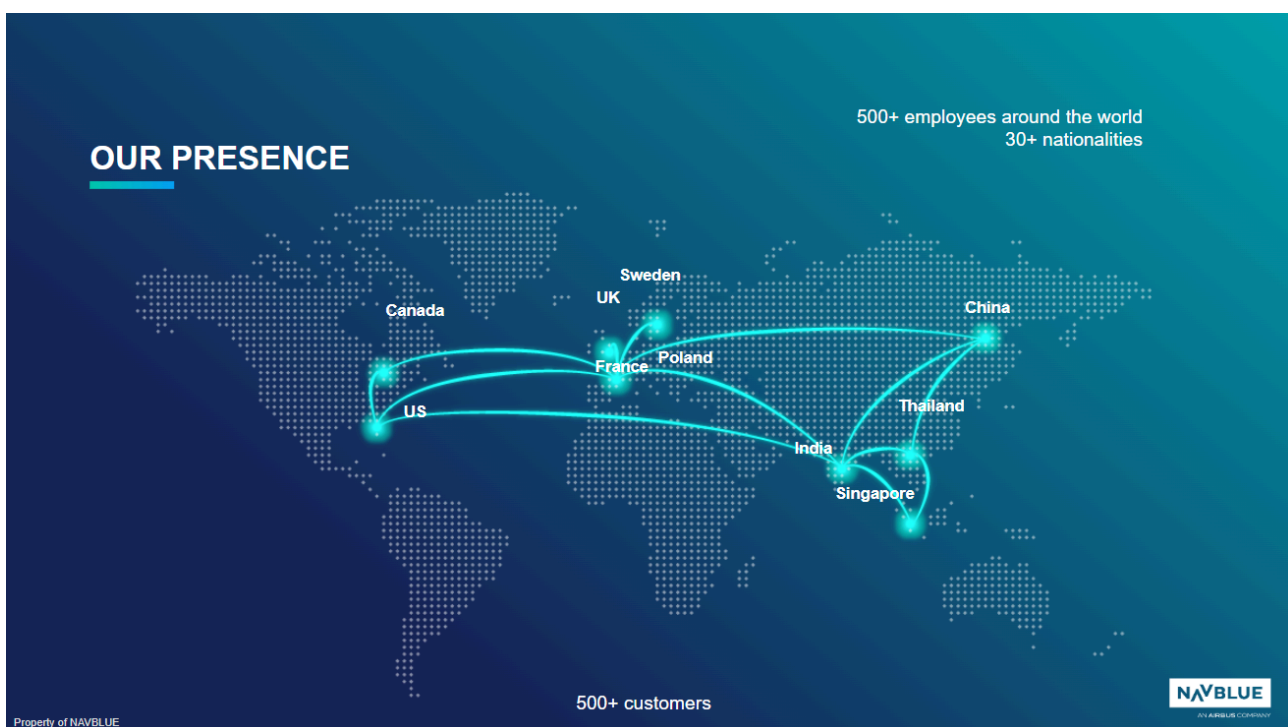 500+ employees around the world
30+ nationalities
OUR PRESENCE
Sweden
UK
Canada
China
Poland
France
Thailand
US
India
Singapore
500+ customers
NAVBLUE
AN AIRBUS COMPANY
Property of NAVBLUE